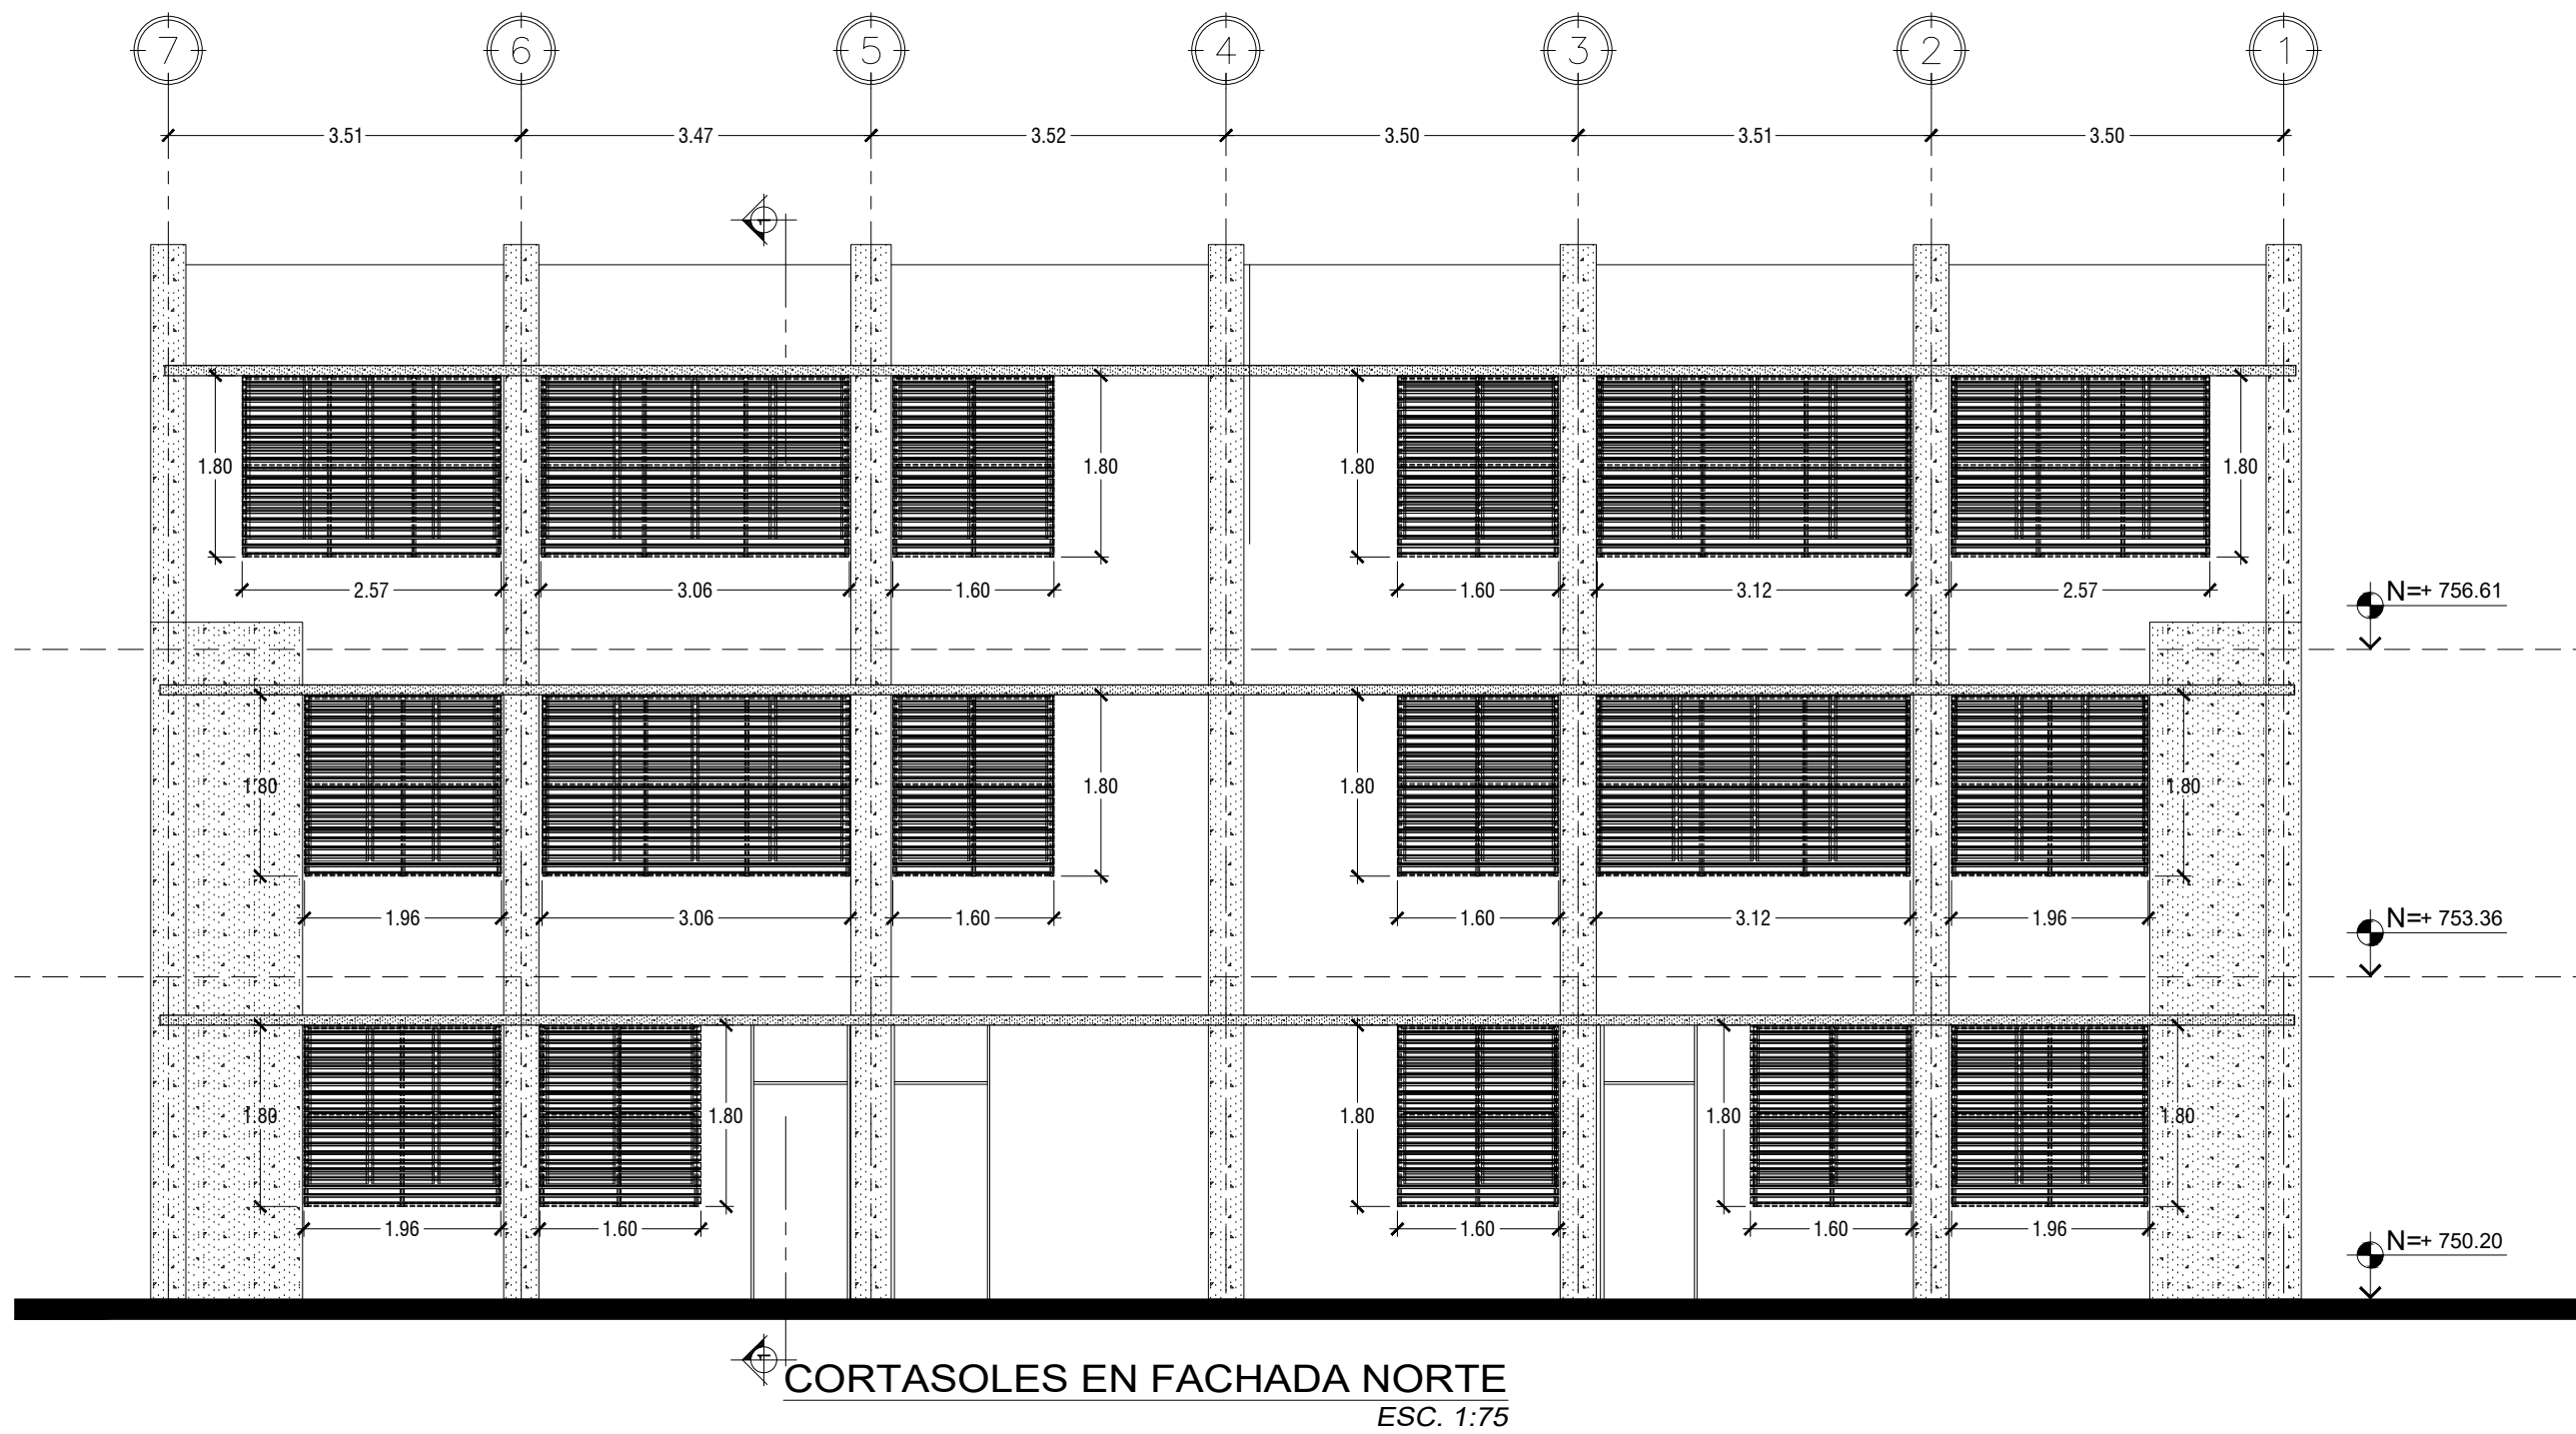 7 6 5 4 3 2 1
3.51 3.47 3.52 3.50 3.51 3.50
1
1.80 1.80 1.80 1.80
2.57 3.06 1.60 1.60 3.12 2.57
N=+ 756.61
1.80 1.80 1.80 1.80
1.96 3.06 1.60 1.60 3.12 1.96
N=+ 753.36
1.80 1.80 1.80 1.80 1.80
1.96 1.60 1.60 1.60 1.96
N=+ 750.20
1
CORTASOLES EN FACHADA NORTE
ESC. 1:75